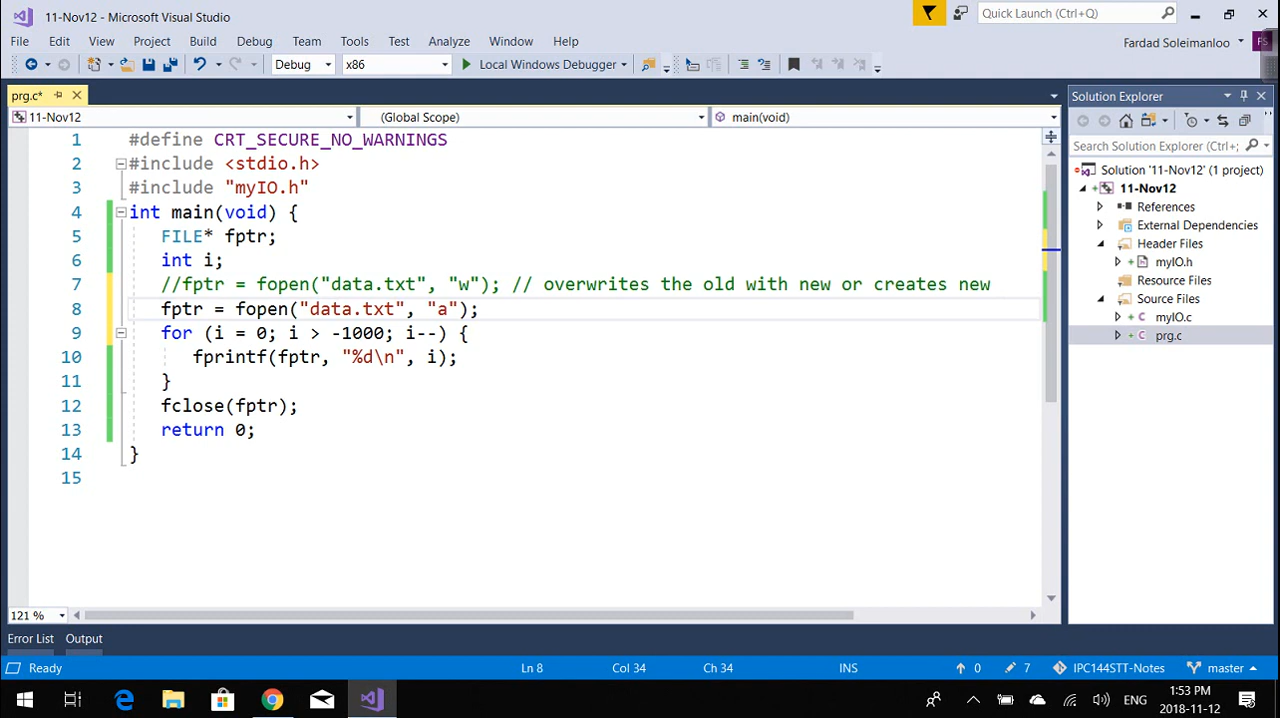 11-Nov12 - Microsoft Visual Studio
Quick Launch (Ctrl+Q)
File Edit View Project Build Debug Team Tools Test Analyze Window Help
Fardad Soleimanloo FS
Debug x86 Local Windows Debugger
prg.c*
Solution Explorer
11-Nov12 (Global Scope) main(void)
Search Solution Explorer (Ctrl+;
1 #define CRT_SECURE_NO_WARNINGS
2 #include <stdio.h>
3 #include "myIO.h"
4 int main(void) {
5 FILE* fptr;
6 int i;
7 //fptr = fopen("data.txt", "w"); // overwrites the old with new or creates new
8 fptr = fopen("data.txt", "a");
9 for (i = 0; i > -1000; i--) {
10 fprintf(fptr, "%d\n", i);
11 }
12 fclose(fptr);
13 return 0;
14 }
15
Solution '11-Nov12' (1 project)
11-Nov12
References
External Dependencies
Header Files
myIO.h
Resource Files
Source Files
myIO.c
prg.c
121 %
Error List Output
Ready Ln 8 Col 34 Ch 34 INS 0 7 IPC144STT-Notes master
ENG 1:53 PM
2018-11-12